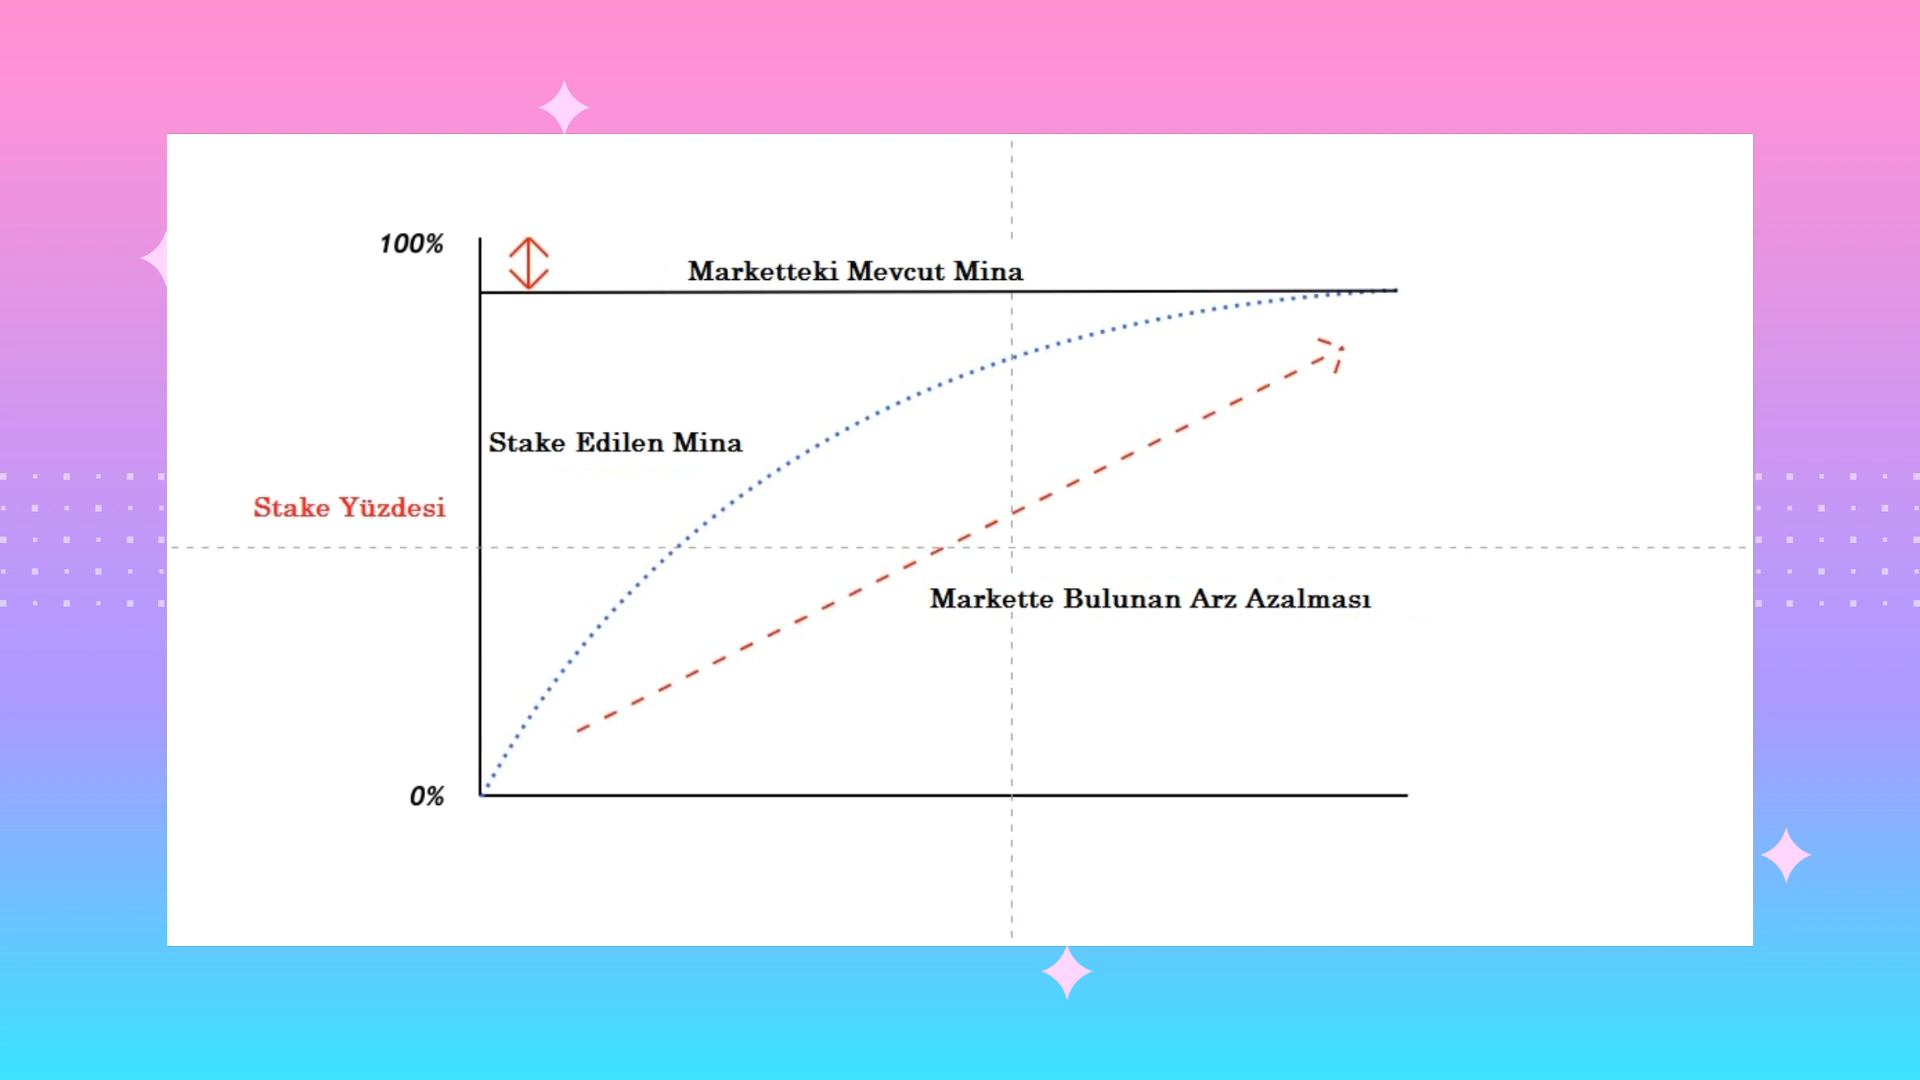 100%
Marketteki Mevcut Mina
Stake Edilen Mina
Stake Yüzdesi
Markette Bulunan Arz Azalması
0%